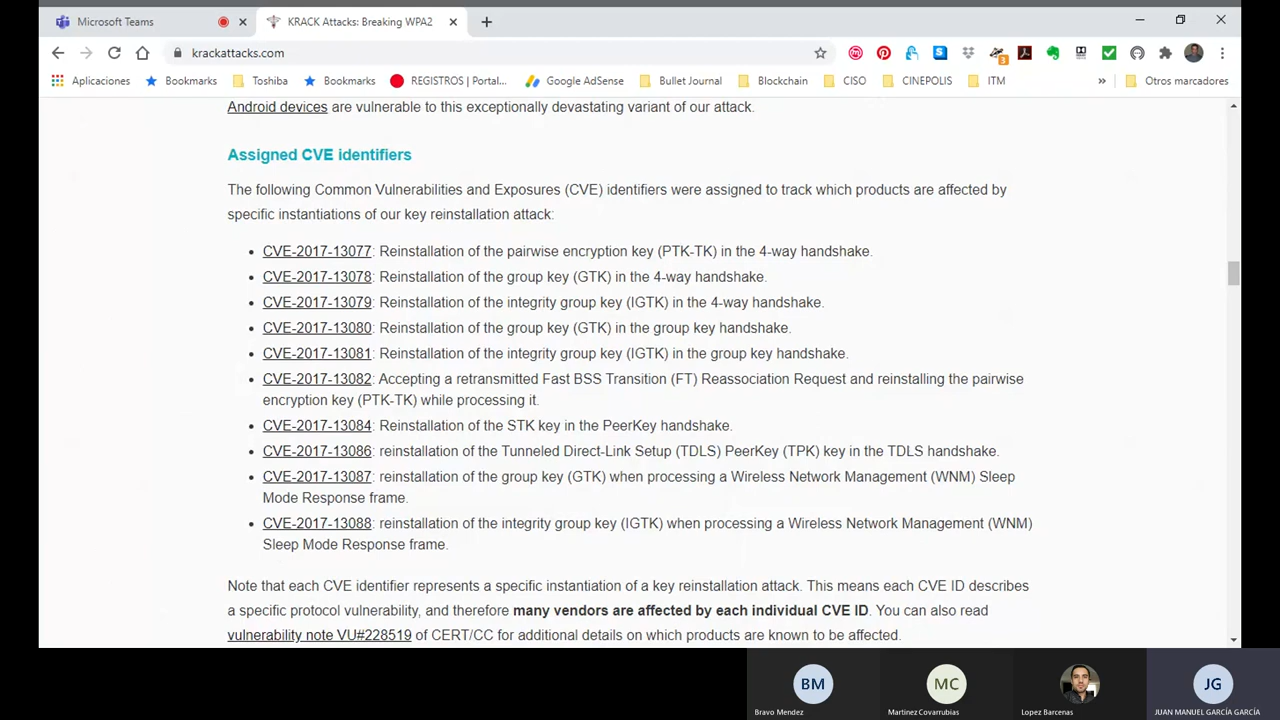 Microsoft Teams
KRACK Attacks: Breaking WPA2
krackattacks.com
3
Aplicaciones
Bookmarks
Toshiba
Bookmarks
REGISTROS | Portal...
Google AdSense
Bullet Journal
Blockchain
CISO
CINEPOLIS
ITM
»
Otros marcadores
Android devices are vulnerable to this exceptionally devastating variant of our attack.
Assigned CVE identifiers
The following Common Vulnerabilities and Exposures (CVE) identifiers were assigned to track which products are affected by
specific instantiations of our key reinstallation attack:
• CVE-2017-13077: Reinstallation of the pairwise encryption key (PTK-TK) in the 4-way handshake.
• CVE-2017-13078: Reinstallation of the group key (GTK) in the 4-way handshake.
• CVE-2017-13079: Reinstallation of the integrity group key (IGTK) in the 4-way handshake.
• CVE-2017-13080: Reinstallation of the group key (GTK) in the group key handshake.
• CVE-2017-13081: Reinstallation of the integrity group key (IGTK) in the group key handshake.
• CVE-2017-13082: Accepting a retransmitted Fast BSS Transition (FT) Reassociation Request and reinstalling the pairwise
encryption key (PTK-TK) while processing it.
• CVE-2017-13084: Reinstallation of the STK key in the PeerKey handshake.
• CVE-2017-13086: reinstallation of the Tunneled Direct-Link Setup (TDLS) PeerKey (TPK) key in the TDLS handshake.
• CVE-2017-13087: reinstallation of the group key (GTK) when processing a Wireless Network Management (WNM) Sleep
Mode Response frame.
• CVE-2017-13088: reinstallation of the integrity group key (IGTK) when processing a Wireless Network Management (WNM)
Sleep Mode Response frame.
Note that each CVE identifier represents a specific instantiation of a key reinstallation attack. This means each CVE ID describes
a specific protocol vulnerability, and therefore many vendors are affected by each individual CVE ID. You can also read
vulnerability note VU#228519 of CERT/CC for additional details on which products are known to be affected.
BM
MC
JG
Bravo Mendez
Martinez Covarrubias
Lopez Barcenas
JUAN MANUEL GARCÍA GARCÍA